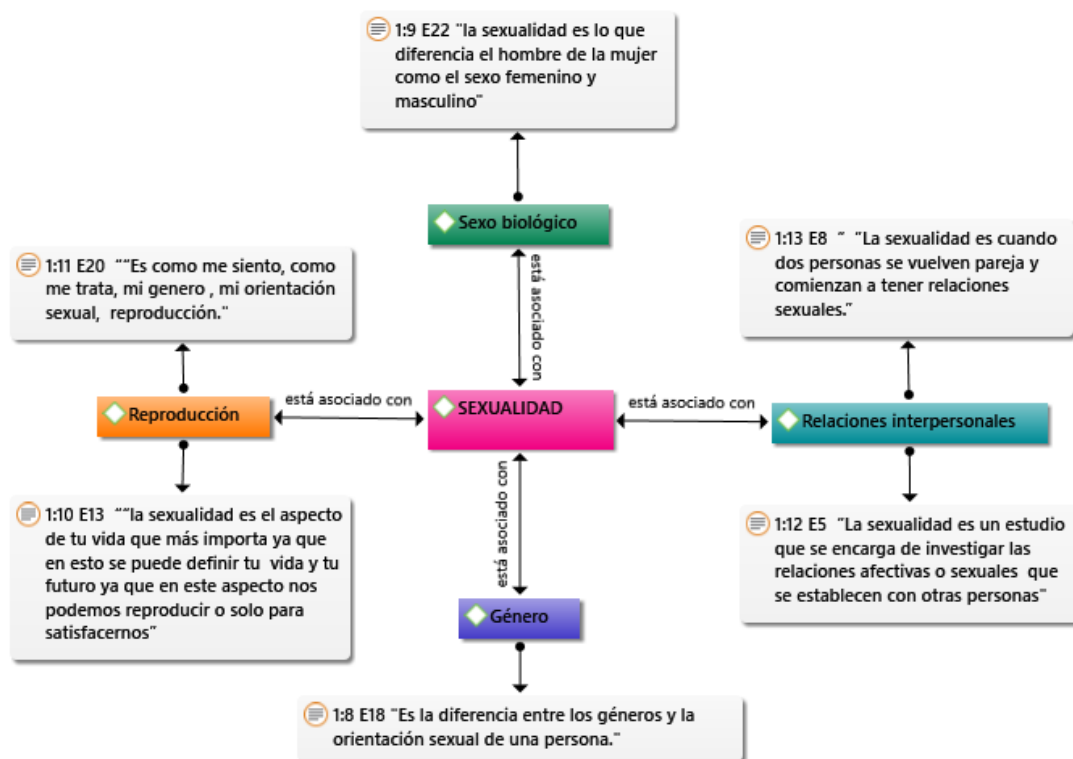 1:9 E22 "la sexualidad es lo que
diferencia el hombre de la mujer
como el sexo femenino y
masculino"
Sexo biológico
está asociado con
1:11 E20 ""Es como me siento, como
me trata, mi genero , mi orientación
sexual, reproducción."
1:13 E8 " "La sexualidad es cuando
dos personas se vuelven pareja y
comienzan a tener relaciones
sexuales."
Reproducción
está asociado con
SEXUALIDAD
está asociado con
Relaciones interpersonales
1:10 E13 ""la sexualidad es el aspecto
de tu vida que más importa ya que
en esto se puede definir tu vida y tu
futuro ya que en este aspecto nos
podemos reproducir o solo para
satisfacernos"
está asociado con
1:12 E5 "La sexualidad es un estudio
que se encarga de investigar las
relaciones afectivas o sexuales que
se establecen con otras personas"
Género
1:8 E18 "Es la diferencia entre los géneros y la
orientación sexual de una persona."